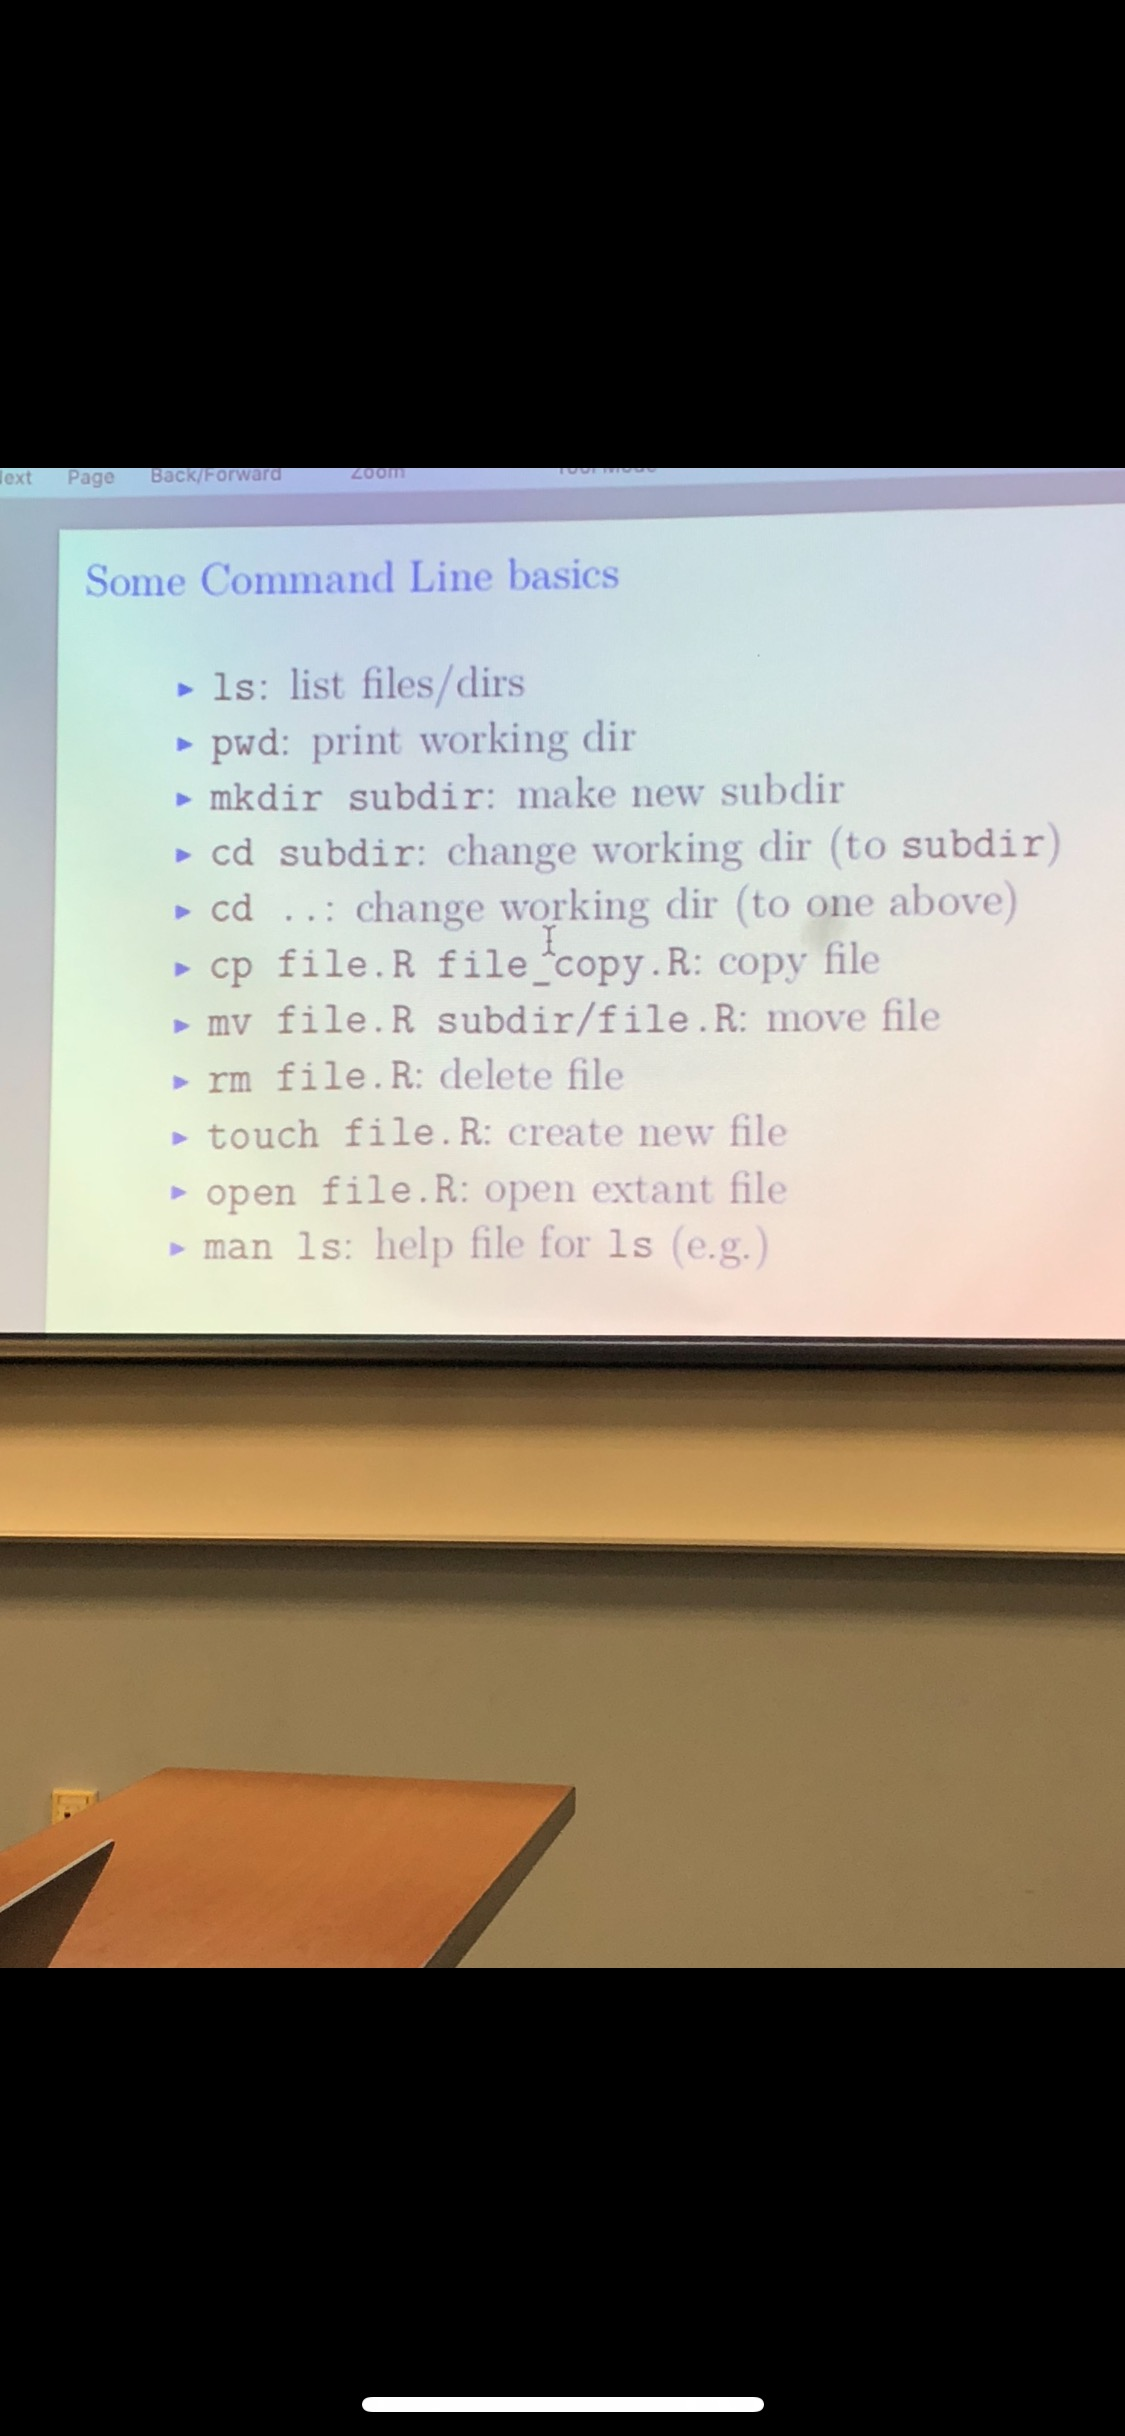 Page Back/Forward Zoom
Some Command Line basics
▶ ls: list files/dirs
▶ pwd: print working dir
▶ mkdir subdir: make new subdir
▶ cd subdir: change working dir (to subdir)
▶ cd ..: change working dir (to one above)
▶ cp file.R file_copy.R: copy file
▶ mv file.R subdir/file.R: move file
▶ rm file.R: delete file
▶ touch file.R: create new file
▶ open file.R: open extant file
▶ man ls: help file for ls (e.g.)